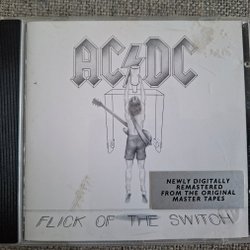 AC⚡DC
NEWLY DIGITALLY
REMASTERED
FROM THE ORIGINAL
MASTER TAPES
FLICK OF THE SWITCH